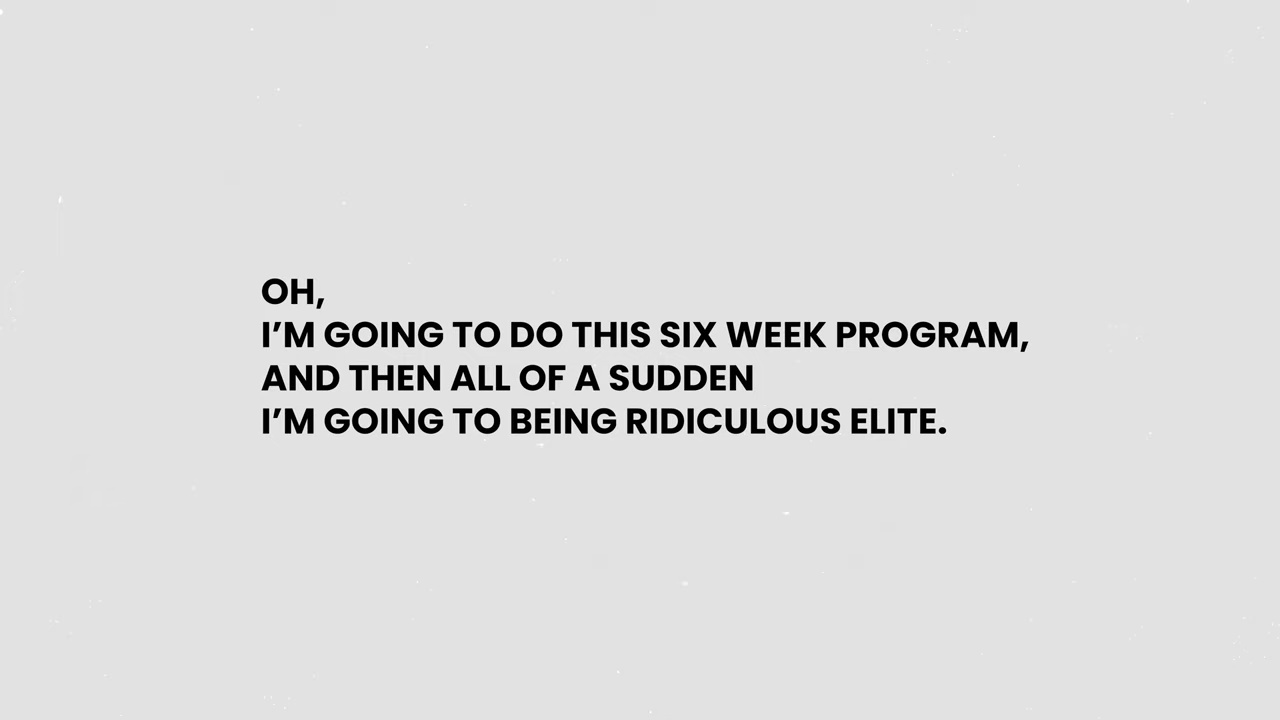 OH,
I’M GOING TO DO THIS SIX WEEK PROGRAM,
AND THEN ALL OF A SUDDEN
I’M GOING TO BEING RIDICULOUS ELITE.